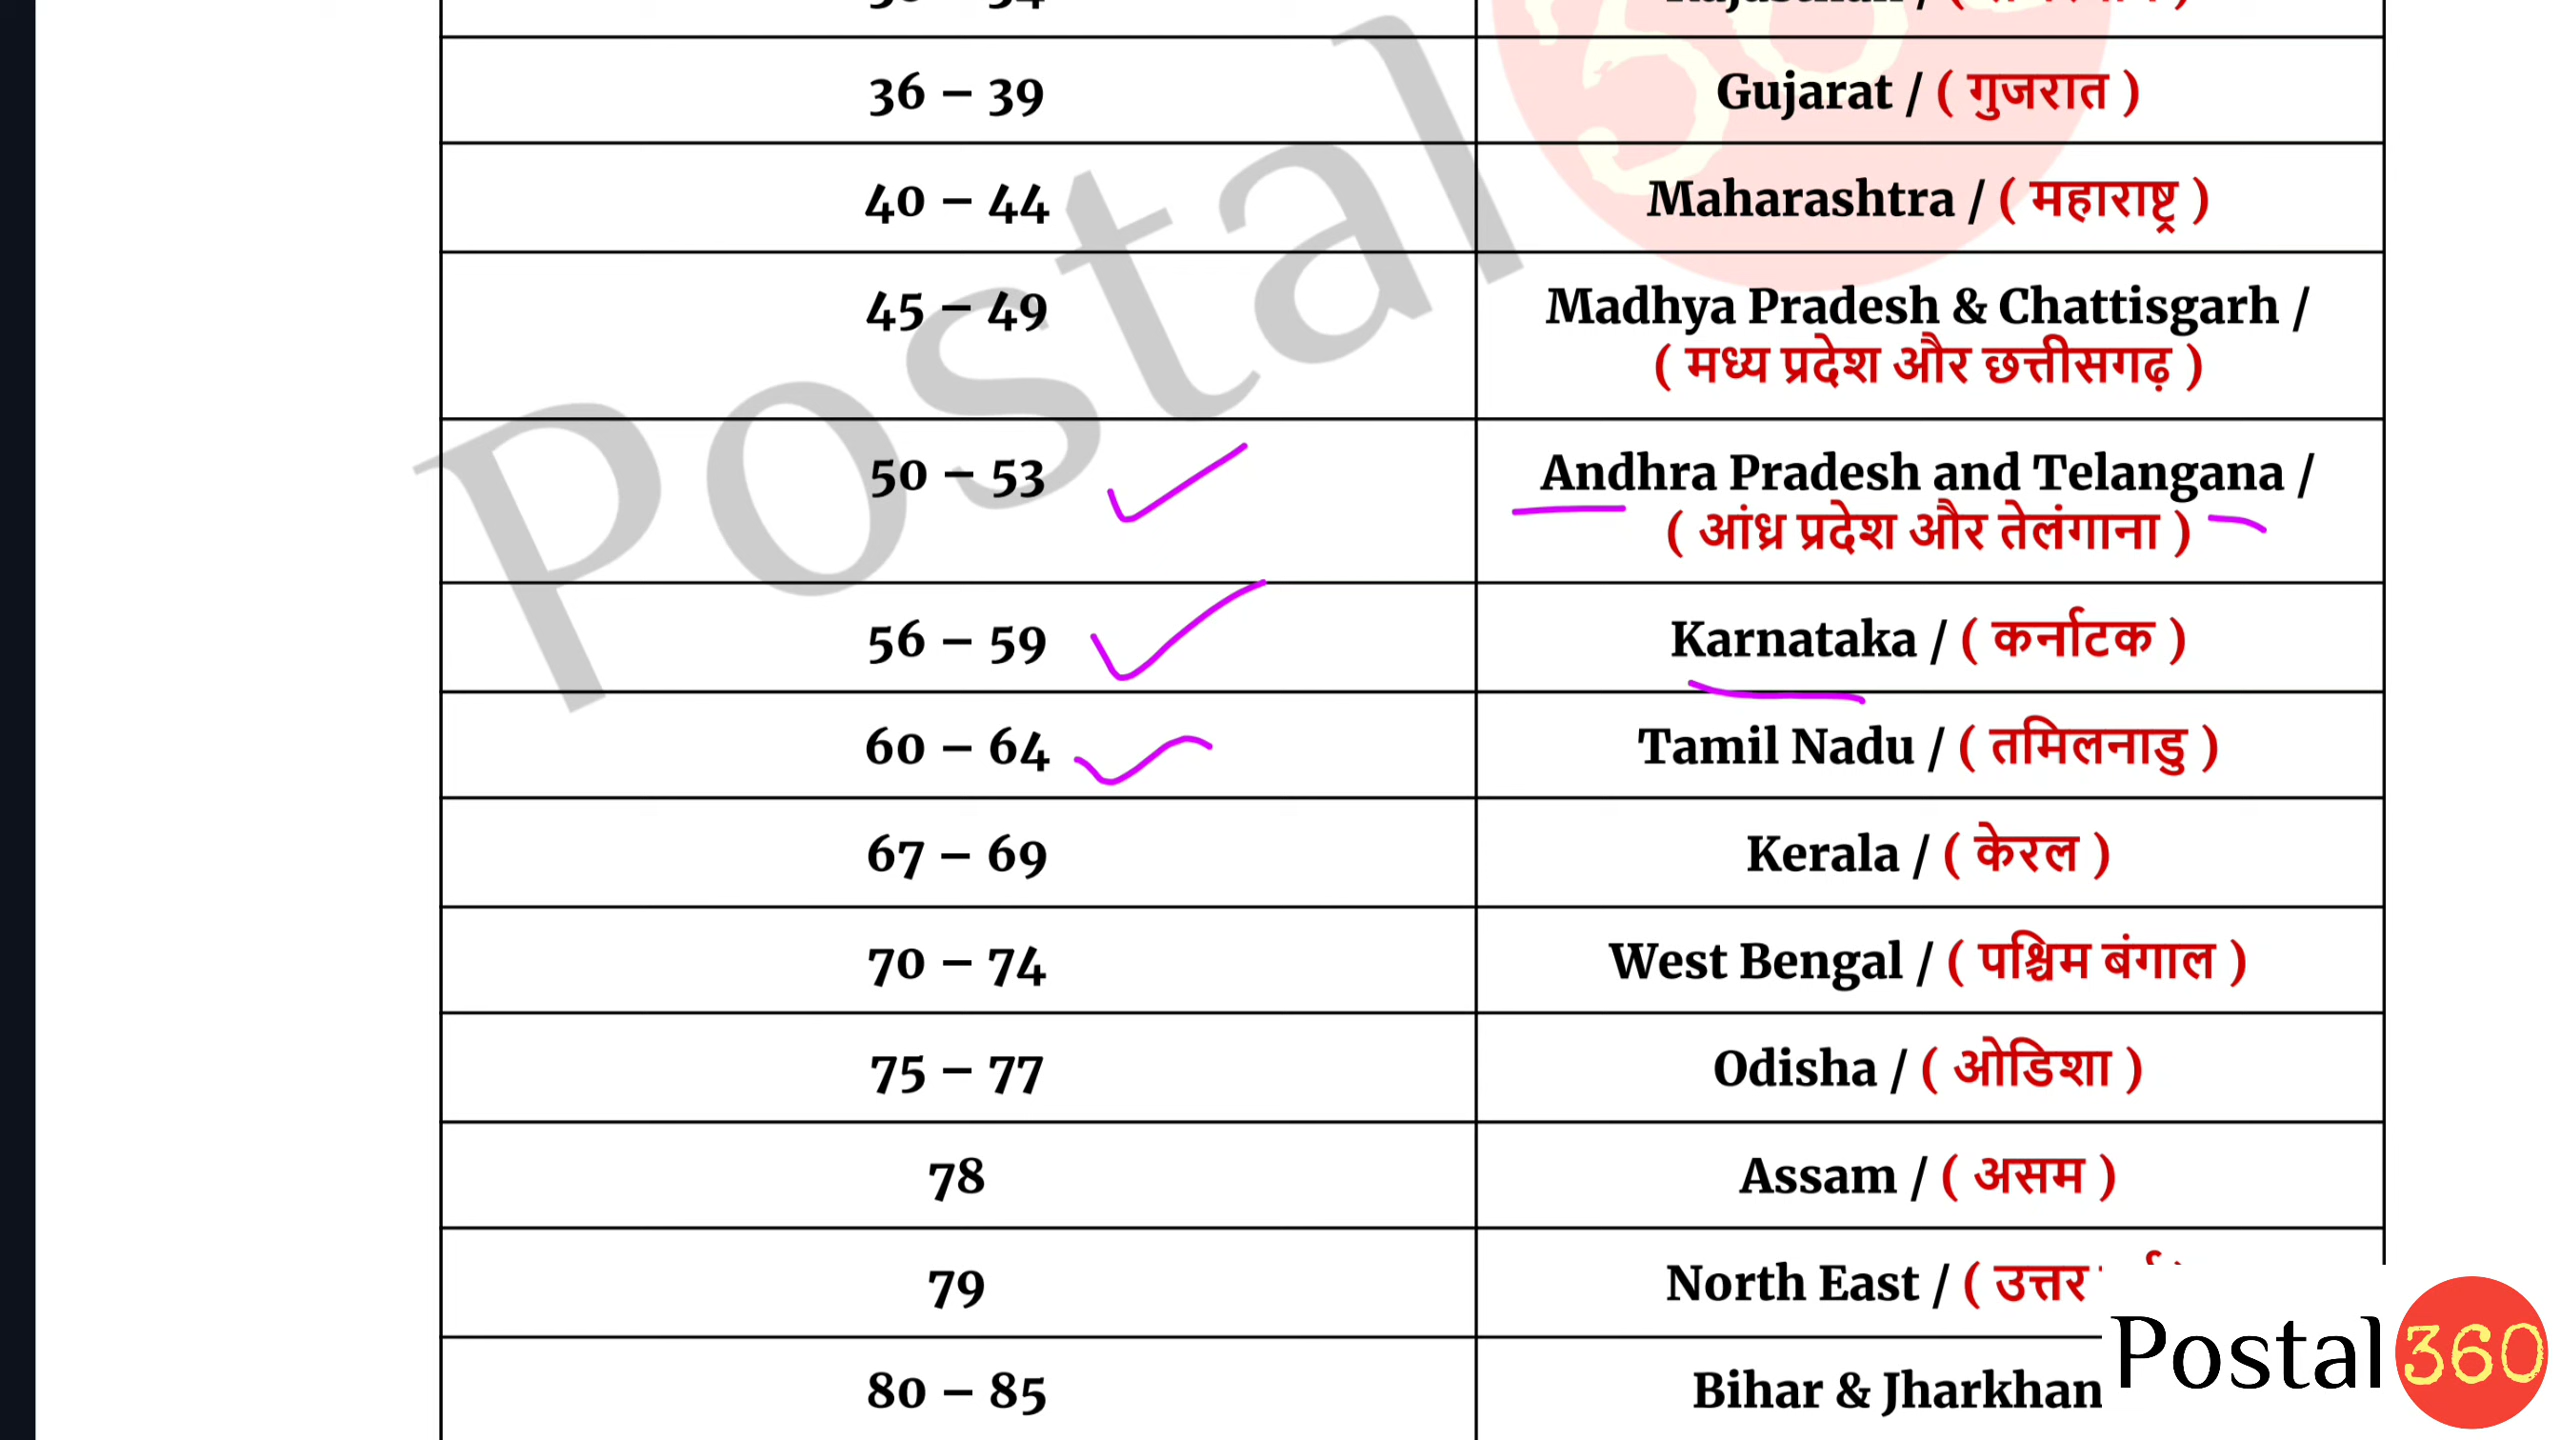 36 – 39
Gujarat / ( गुजरात )
40 – 44
Maharashtra / ( महाराष्ट्र )
45 – 49
Madhya Pradesh & Chattisgarh /
( मध्य प्रदेश और छत्तीसगढ़ )
50 – 53
Andhra Pradesh and Telangana /
( आंध्र प्रदेश और तेलंगाना )
56 – 59
Karnataka / ( कर्नाटक )
60 – 64
Tamil Nadu / ( तमिलनाडु )
67 – 69
Kerala / ( केरल )
70 – 74
West Bengal / ( पश्चिम बंगाल )
75 – 77
Odisha / ( ओडिशा )
78
Assam / ( असम )
79
North East / ( उत्तर
80 – 85
Bihar & Jharkhan
Postal 360
Postal